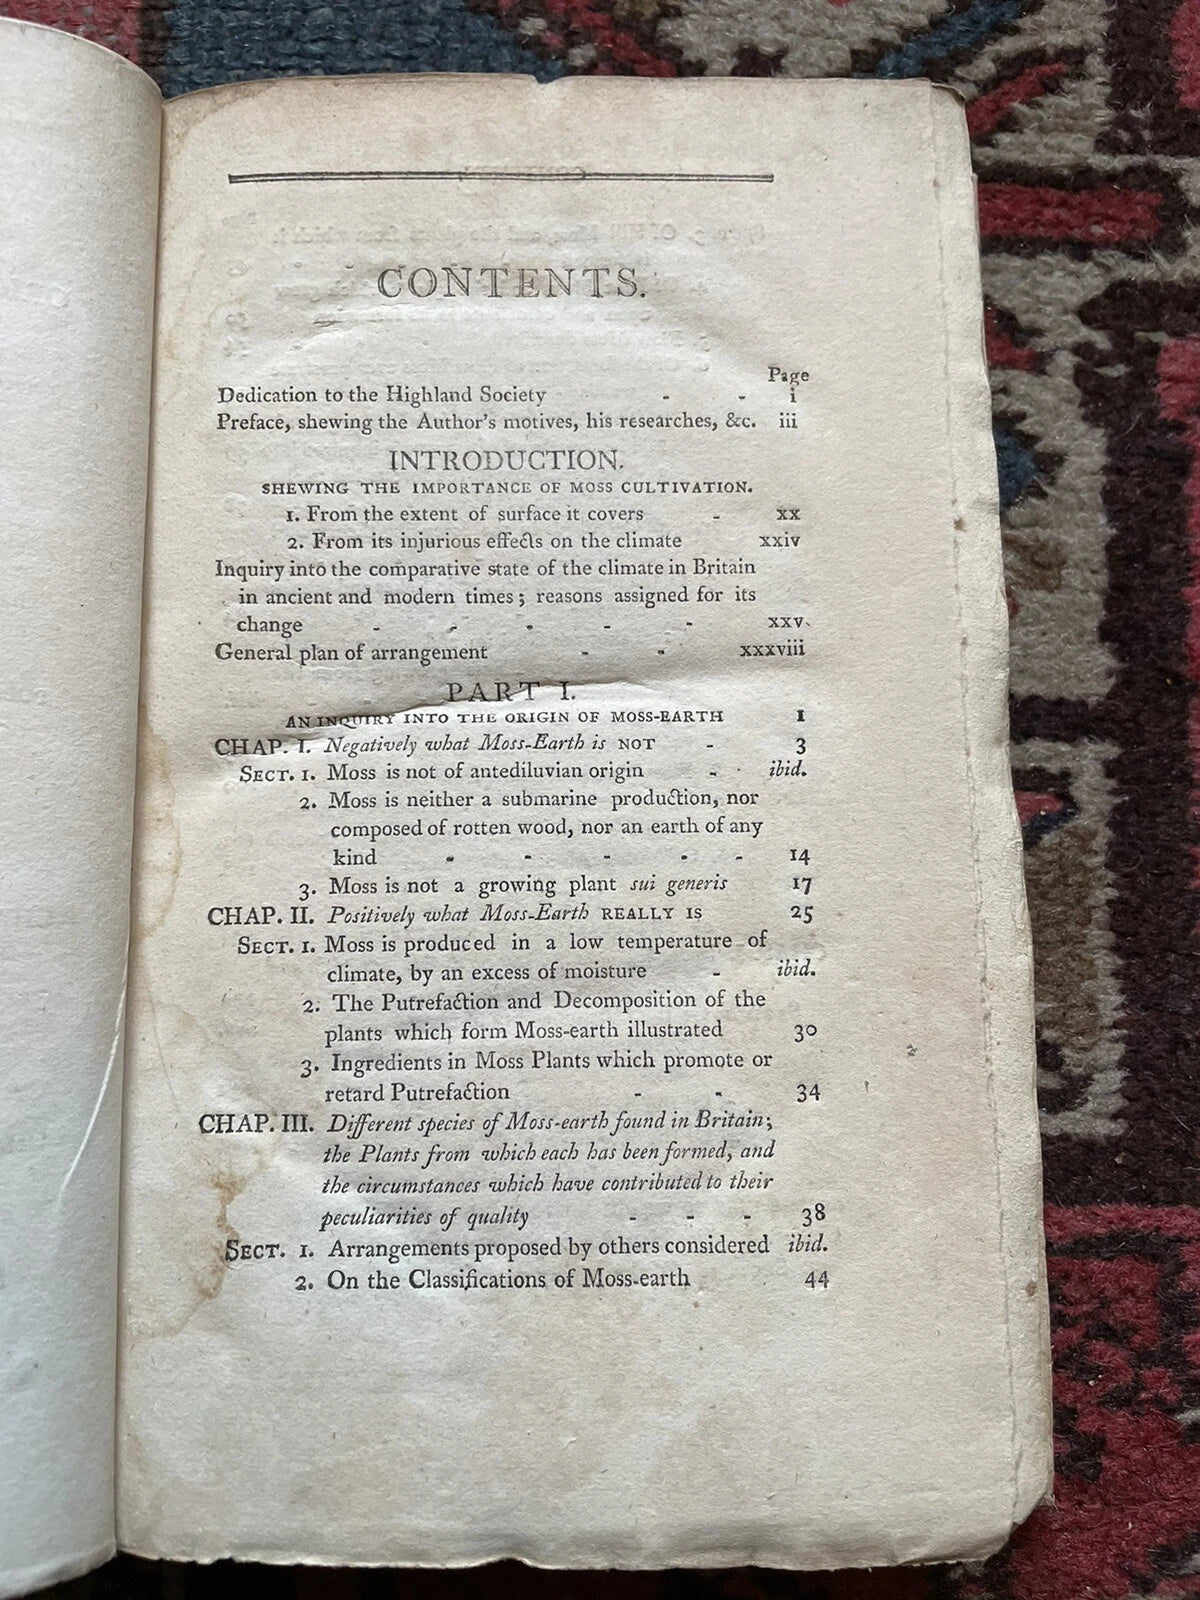 CONTENTS.
Page
Dedication to the Highland Society - - i
Preface, shewing the Author's motives, his researches, &c. iii
INTRODUCTION.
SHEWING THE IMPORTANCE OF MOSS CULTIVATION.
1. From the extent of surface it covers - xx
2. From its injurious effects on the climate xxiv
Inquiry into the comparative state of the climate in Britain
in ancient and modern times; reasons assigned for its
change - - - - - xxv
General plan of arrangement - - xxxviii
PART I.
AN INQUIRY INTO THE ORIGIN OF MOSS-EARTH 1
CHAP. I. Negatively what Moss-Earth is NOT - 3
SECT. 1. Moss is not of antediluvian origin - ibid.
2. Moss is neither a submarine production, nor
composed of rotten wood, nor an earth of any
kind - - - - - 14
3. Moss is not a growing plant sui generis 17
CHAP. II. Positively what Moss-Earth REALLY IS 25
SECT. 1. Moss is produced in a low temperature of
climate, by an excess of moisture - ibid.
2. The Putrefaction and Decomposition of the
plants which form Moss-earth illustrated 30
3. Ingredients in Moss Plants which promote or
retard Putrefaction - - 34
CHAP. III. Different species of Moss-earth found in Britain;
the Plants from which each has been formed, and
the circumstances which have contributed to their
peculiarities of quality - - - 38
SECT. 1. Arrangements proposed by others considered ibid.
2. On the Classifications of Moss-earth 44